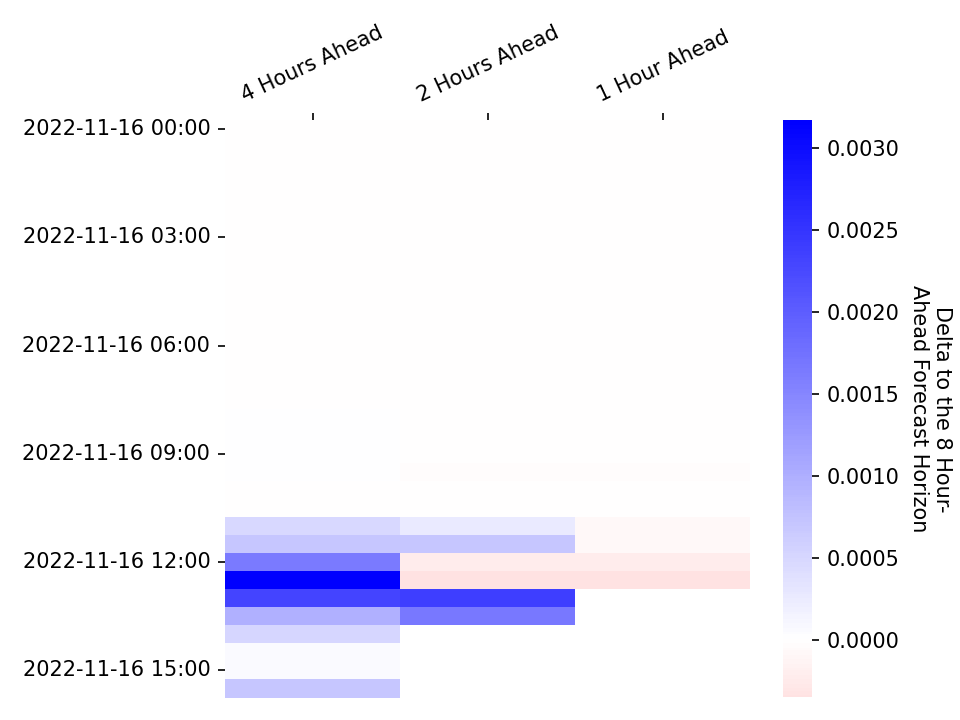 4 Hours Ahead
2 Hours Ahead
1 Hour Ahead
2022-11-16 00:00
2022-11-16 03:00
2022-11-16 06:00
2022-11-16 09:00
2022-11-16 12:00
2022-11-16 15:00
0.0030
0.0025
0.0020
0.0015
0.0010
0.0005
0.0000
Delta to the 8 Hour-
Ahead Forecast Horizon